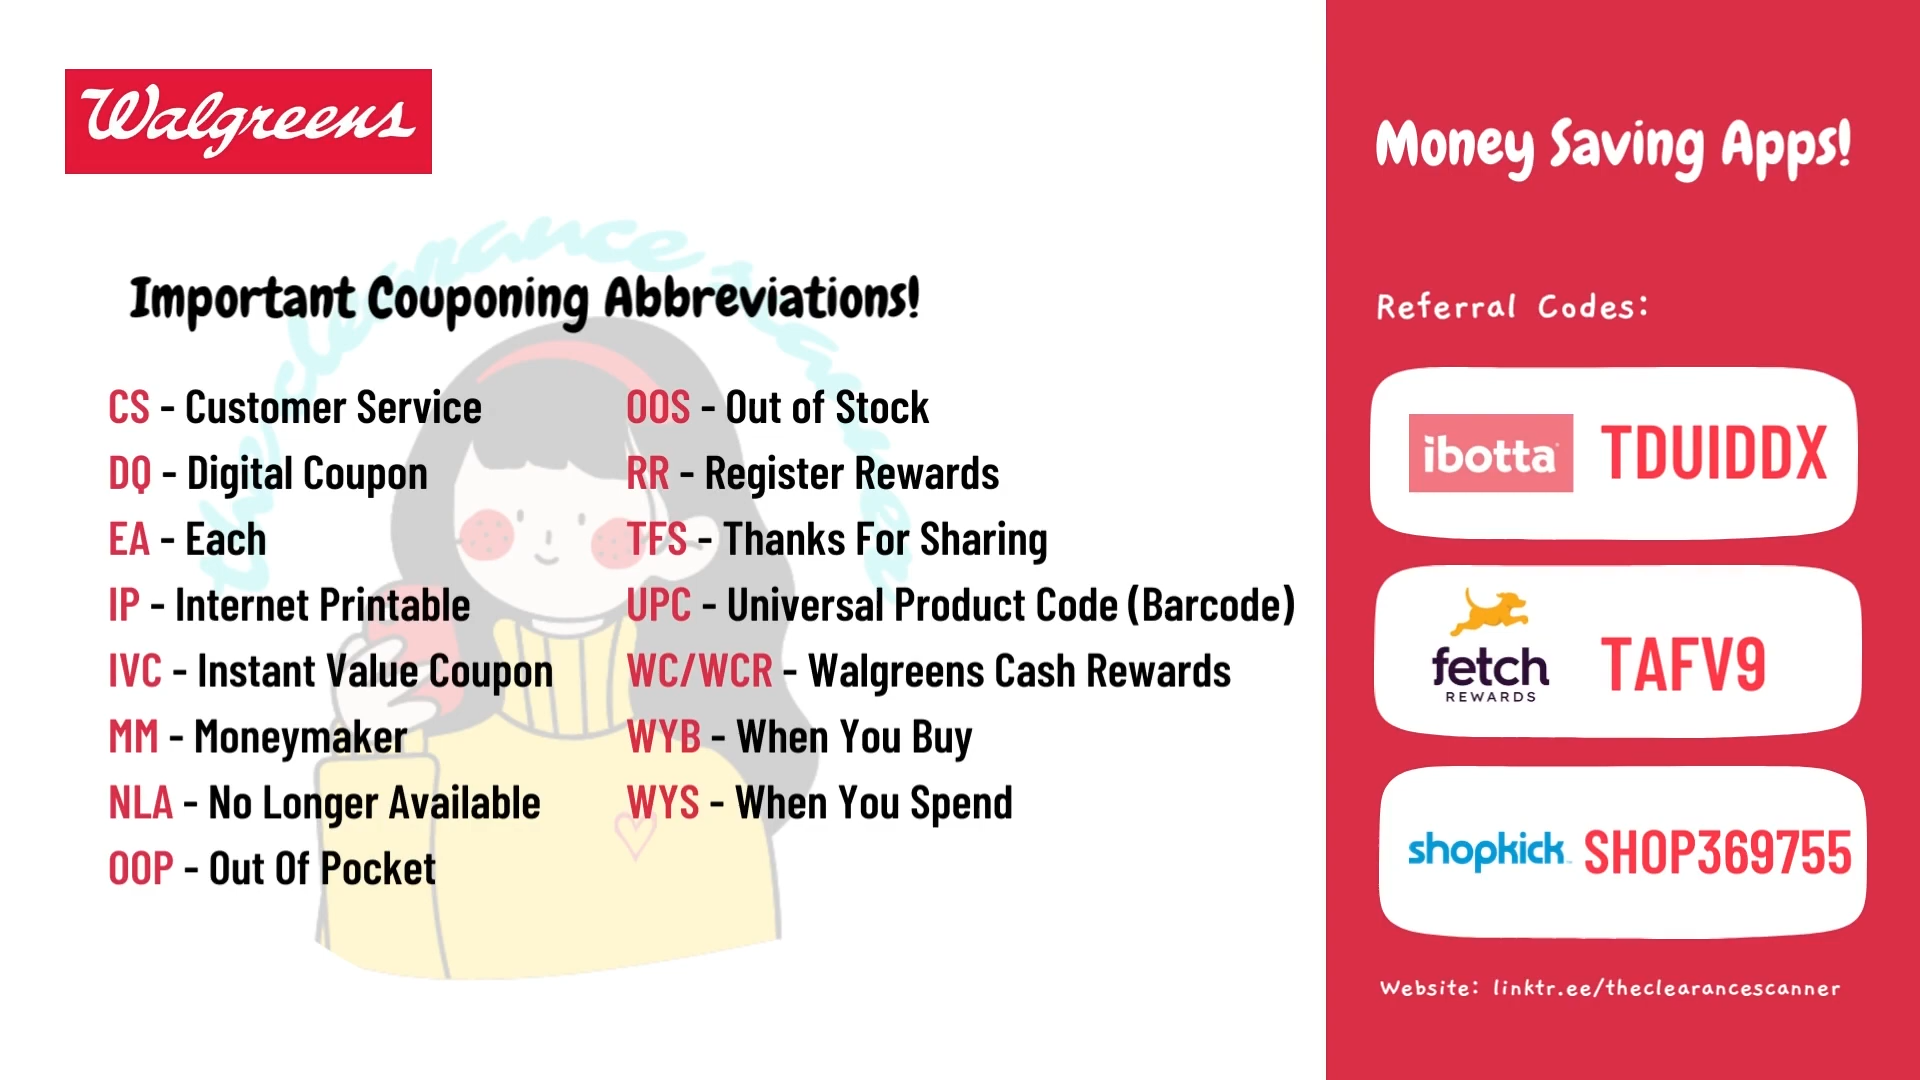 Walgreens
the clearance scanner
Important Couponing Abbreviations!
CS - Customer Service
DQ - Digital Coupon
EA - Each
IP - Internet Printable
IVC - Instant Value Coupon
MM - Moneymaker
NLA - No Longer Available
OOP - Out Of Pocket
OOS - Out of Stock
RR - Register Rewards
TFS - Thanks For Sharing
UPC - Universal Product Code (Barcode)
WC/WCR - Walgreens Cash Rewards
WYB - When You Buy
WYS - When You Spend
Money Saving Apps!
Referral Codes:
ibotta TDUIDDX
fetch
REWARDS
TAFV9
shopkick SHOP369755
Website: linktr.ee/theclearancescanner